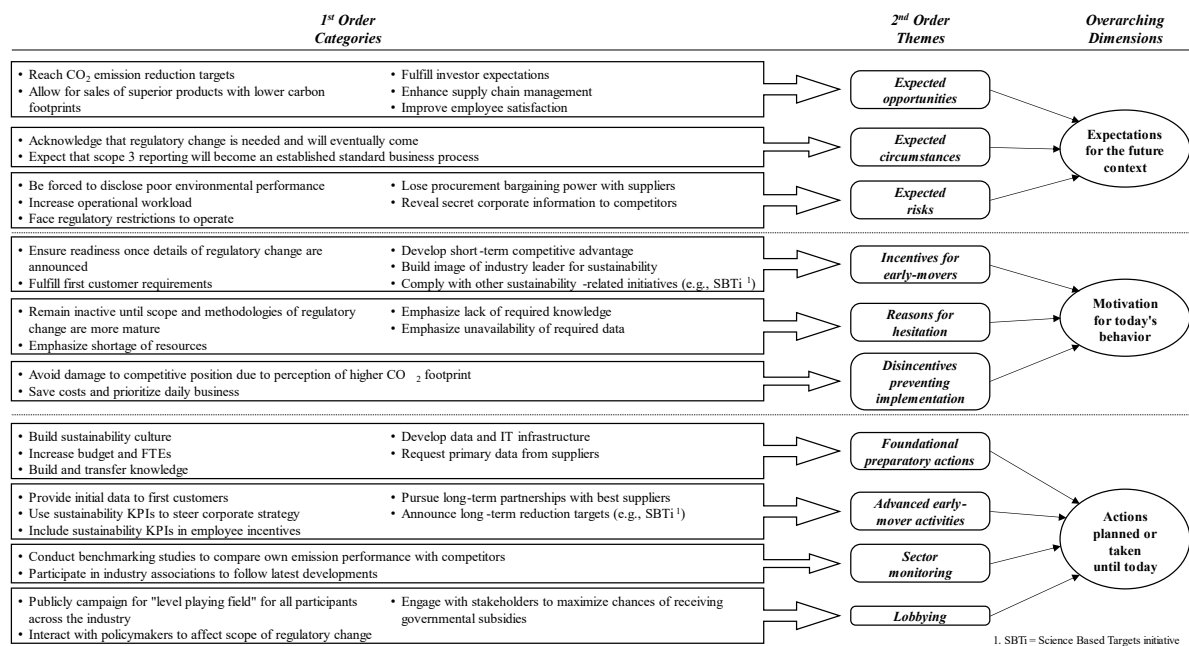 1st Order
Categories
2nd Order
Themes
Overarching
Dimensions
• Reach CO2 emission reduction targets
• Allow for sales of superior products with lower carbon
footprints
• Fulfill investor expectations
• Enhance supply chain management
• Improve employee satisfaction
Expected
opportunities
• Acknowledge that regulatory change is needed and will eventually come
• Expect that scope 3 reporting will become an established standard business process
Expected
circumstances
• Be forced to disclose poor environmental performance
• Increase operational workload
• Face regulatory restrictions to operate
• Lose procurement bargaining power with suppliers
• Reveal secret corporate information to competitors
Expected
risks
Expectations
for the future
context
• Ensure readiness once details of regulatory change are
announced
• Fulfill first customer requirements
• Develop short-term competitive advantage
• Build image of industry leader for sustainability
• Comply with other sustainability -related initiatives (e.g., SBTi 1)
Incentives for
early-movers
• Remain inactive until scope and methodologies of regulatory
change are more mature
• Emphasize shortage of resources
• Emphasize lack of required knowledge
• Emphasize unavailability of required data
Reasons for
hesitation
• Avoid damage to competitive position due to perception of higher CO 2 footprint
• Save costs and prioritize daily business
Disincentives
preventing
implementation
Motivation
for today's
behavior
• Build sustainability culture
• Increase budget and FTEs
• Build and transfer knowledge
• Develop data and IT infrastructure
• Request primary data from suppliers
Foundational
preparatory actions
• Provide initial data to first customers
• Use sustainability KPIs to steer corporate strategy
• Include sustainability KPIs in employee incentives
• Pursue long-term partnerships with best suppliers
• Announce long -term reduction targets (e.g., SBTi 1)
Advanced early-
mover activities
• Conduct benchmarking studies to compare own emission performance with competitors
• Participate in industry associations to follow latest developments
Sector
monitoring
• Publicly campaign for "level playing field" for all participants
across the industry
• Interact with policymakers to affect scope of regulatory change
• Engage with stakeholders to maximize chances of receiving
governmental subsidies
Lobbying
Actions
planned or
taken
until today
1. SBTi = Science Based Targets initiative